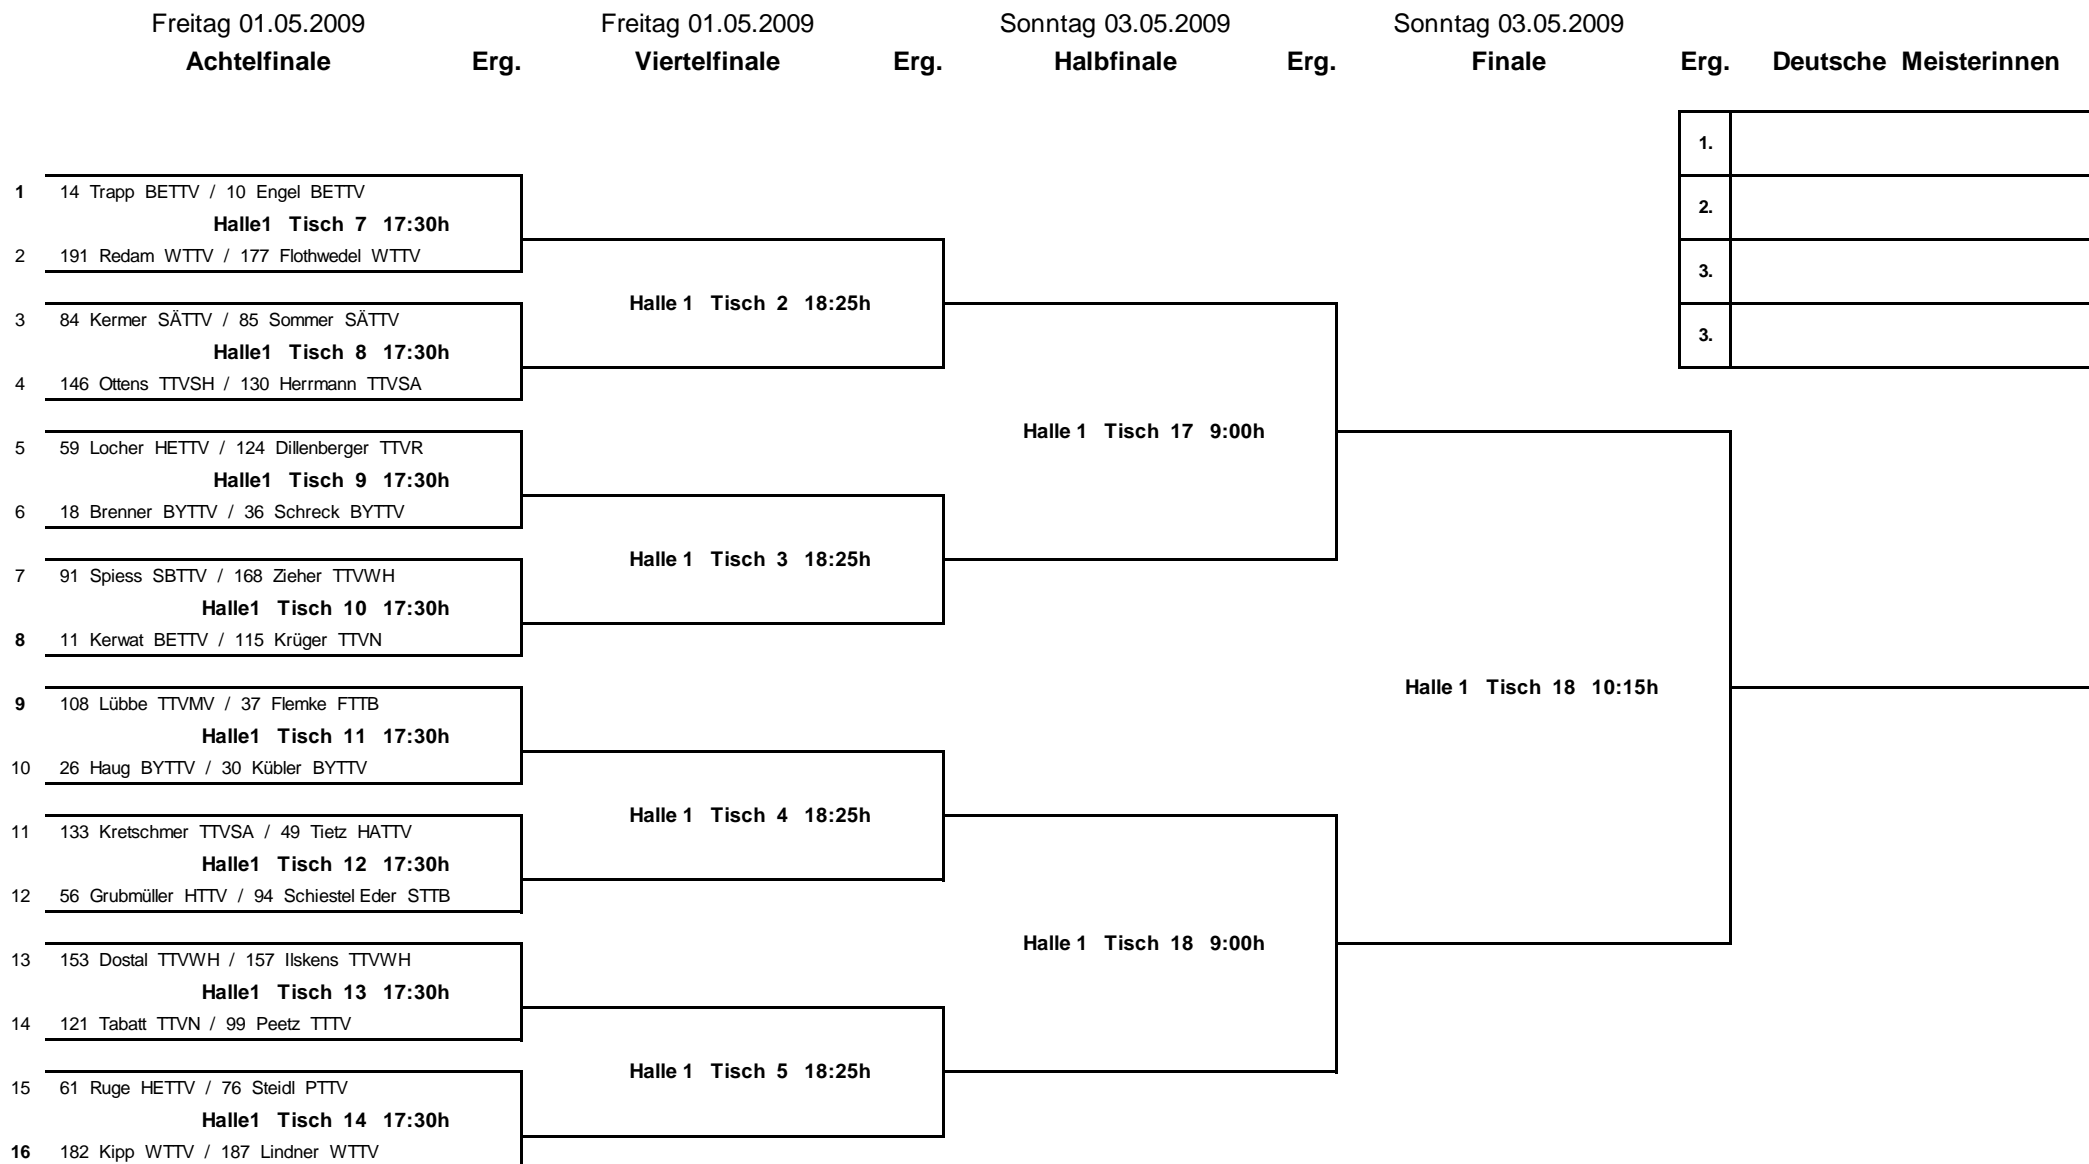 Freitag 01.05.2009 Freitag 01.05.2009 Sonntag 03.05.2009 Sonntag 03.05.2009
Achtelfinale Erg. Viertelfinale Erg. Halbfinale Erg. Finale Erg. Deutsche Meisterinnen
1.
1 14 Trapp BETTV / 10 Engel BETTV
Halle1 Tisch 7 17:30h 2.
2 191 Redam WTTV / 177 Flothwedel WTTV
3.
Halle 1 Tisch 2 18:25h
3 84 Kermer SÄTTV / 85 Sommer SÄTTV
3.
Halle1 Tisch 8 17:30h
4 146 Ottens TTVSH / 130 Herrmann TTVSA
Halle 1 Tisch 17 9:00h
5 59 Locher HETTV / 124 Dillenberger TTVR
Halle1 Tisch 9 17:30h
6 18 Brenner BYTTV / 36 Schreck BYTTV
Halle 1 Tisch 3 18:25h
7 91 Spiess SBTTV / 168 Zieher TTVWH
Halle1 Tisch 10 17:30h
8 11 Kerwat BETTV / 115 Krüger TTVN
Halle 1 Tisch 18 10:15h
9 108 Lübbe TTVMV / 37 Flemke FTTB
Halle1 Tisch 11 17:30h
10 26 Haug BYTTV / 30 Kübler BYTTV
Halle 1 Tisch 4 18:25h
11 133 Kretschmer TTVSA / 49 Tietz HATTV
Halle1 Tisch 12 17:30h
12 56 Grubmüller HTTV / 94 Schiestel Eder STTB
Halle 1 Tisch 18 9:00h
13 153 Dostal TTVWH / 157 Ilskens TTVWH
Halle1 Tisch 13 17:30h
14 121 Tabatt TTVN / 99 Peetz TTTV
Halle 1 Tisch 5 18:25h
15 61 Ruge HETTV / 76 Steidl PTTV
Halle1 Tisch 14 17:30h
16 182 Kipp WTTV / 187 Lindner WTTV